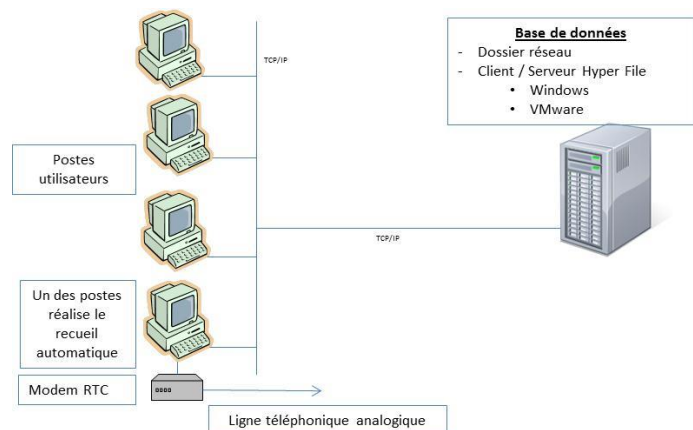 TCP/IP
Base de données
- Dossier réseau
- Client / Serveur Hyper File
• Windows
• VMware
Postes
utilisateurs
TCP/IP
Un des postes
réalise le
recueil
automatique
Modem RTC
Ligne téléphonique analogique